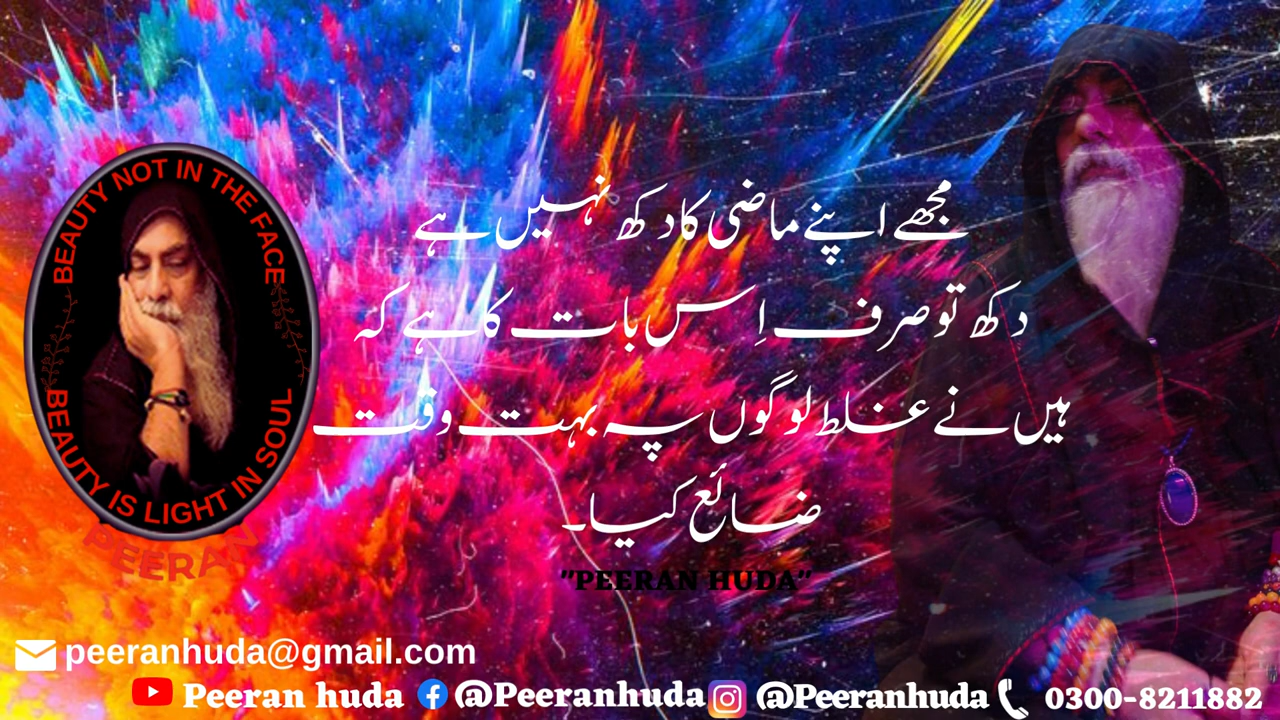 BEAUTY NOT IN THE FACE
BEAUTY IS LIGHT IN SOUL
PEERAN
مجھے اپنے ماضی کا دکھ نہیں ہے
دکھ تو صرف اِس بات کا ہے کہ
ہیں نے غلط لوگوں پہ بہت وقت
ضائع کیا۔
"PEERAN HUDA"
peeranhuda@gmail.com
Peeran huda @Peeranhuda @Peeranhuda 0300-8211882